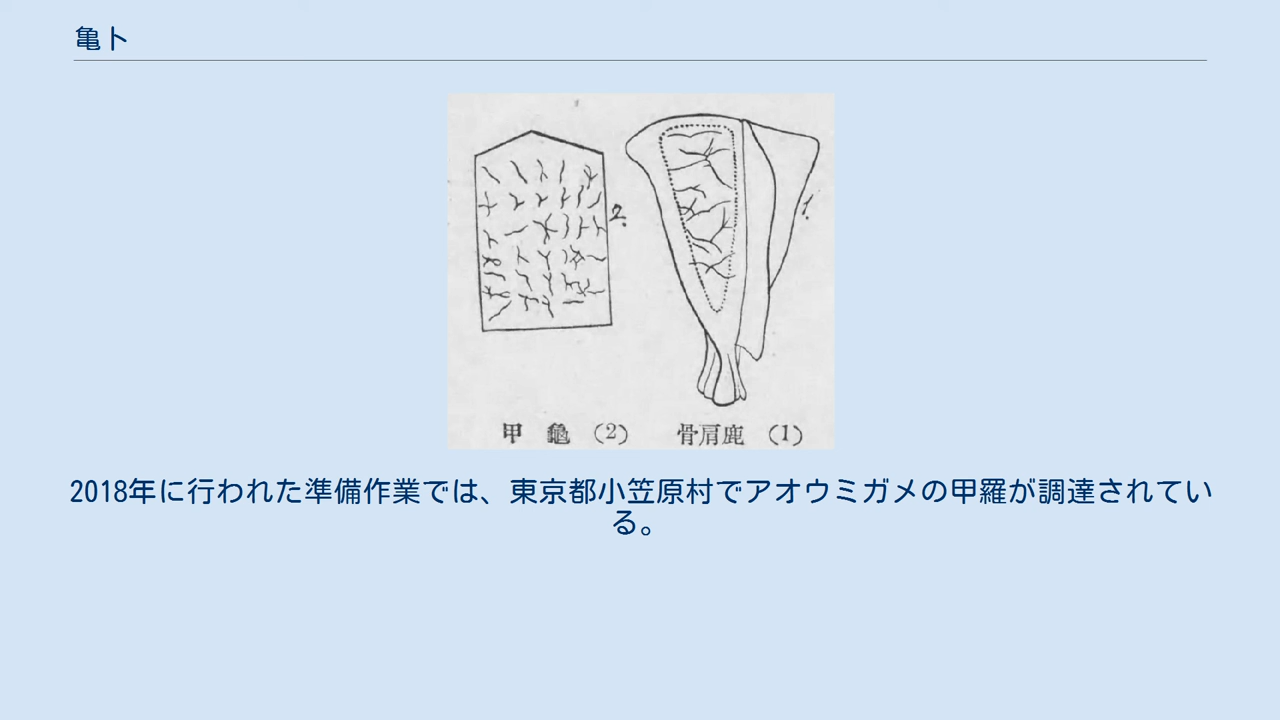 亀卜
2.
1.
甲龜 (2) 骨肩鹿 (1)
2018年に行われた準備作業では、東京都小笠原村でアオウミガメの甲羅が調達されてい
る。